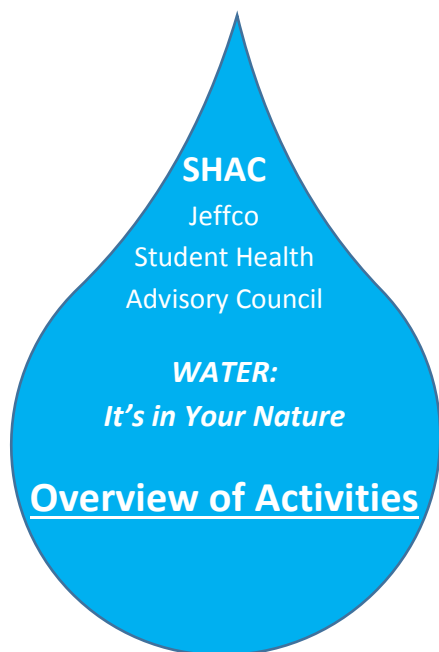 SHAC
Jeffco
Student Health
Advisory Council
WATER:
It’s in Your Nature
Overview of Activities